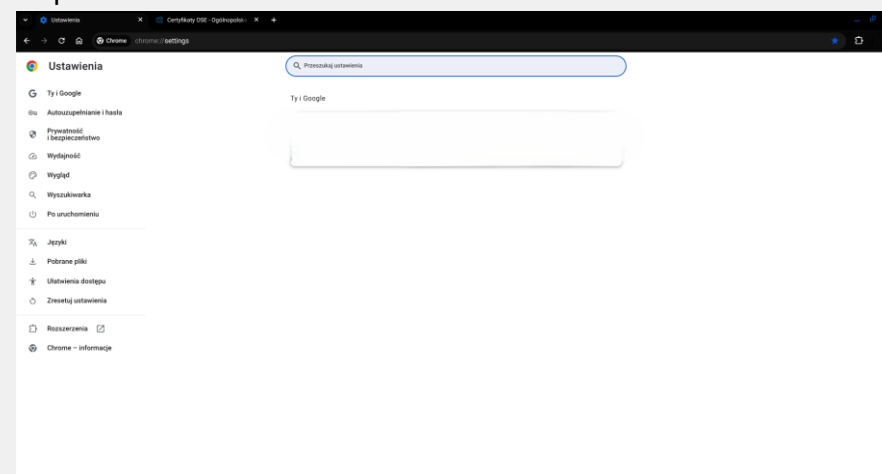 Ustawienia
Certyfikaty OSE - Ogólnopolsk
Chrome
chrome://settings
Ustawienia
Przeszukaj ustawienia
Ty i Google
Autouzupełnianie i hasła
Prywatność
i bezpieczeństwo
Wydajność
Wygląd
Wyszukiwarka
Po uruchomieniu
Języki
Pobrane pliki
Ułatwienia dostępu
Zresetuj ustawienia
Rozszerzenia
Chrome – informacje
Ty i Google